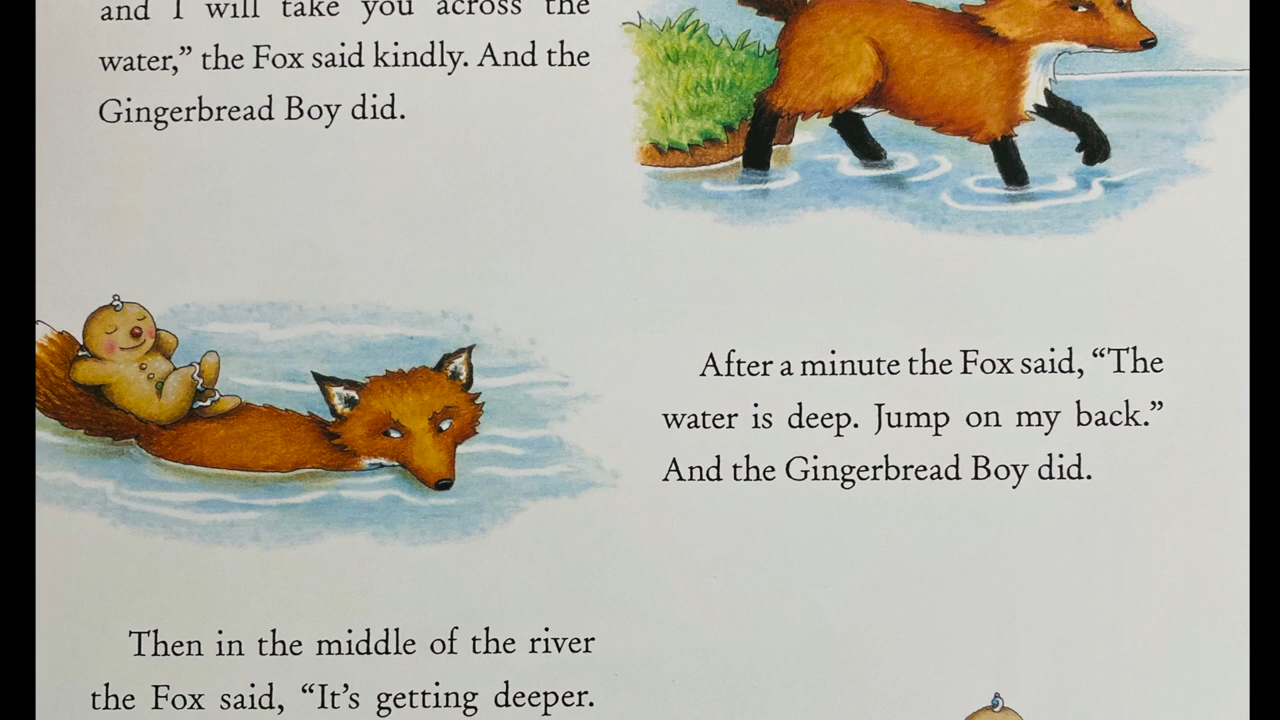 and I will take you across the
water,” the Fox said kindly. And the
Gingerbread Boy did.
After a minute the Fox said, “The
water is deep. Jump on my back.”
And the Gingerbread Boy did.
Then in the middle of the river
the Fox said, “It’s getting deeper.